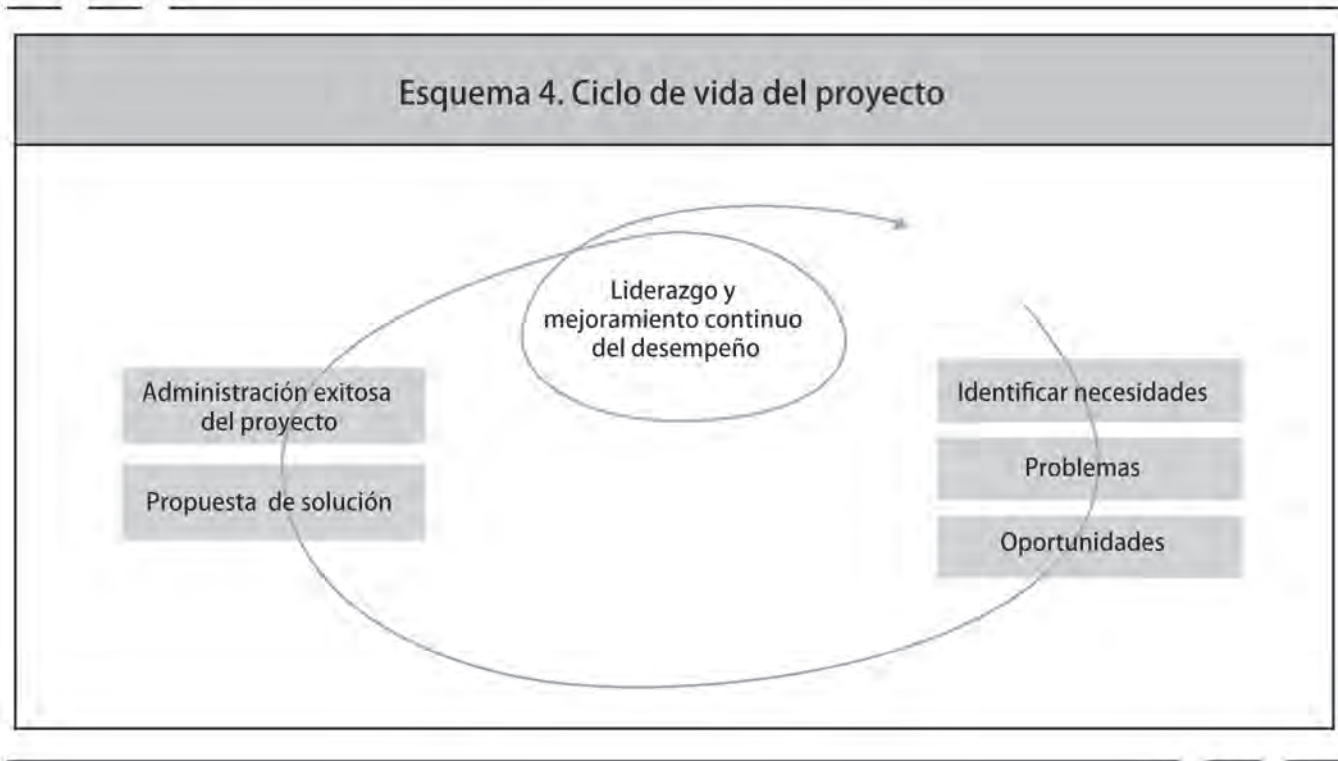 Esquema 4. Ciclo de vida del proyecto
Liderazgo y
mejoramiento continuo
del desempeño
Administración exitosa
del proyecto
Propuesta de solución
Identificar necesidades
Problemas
Oportunidades